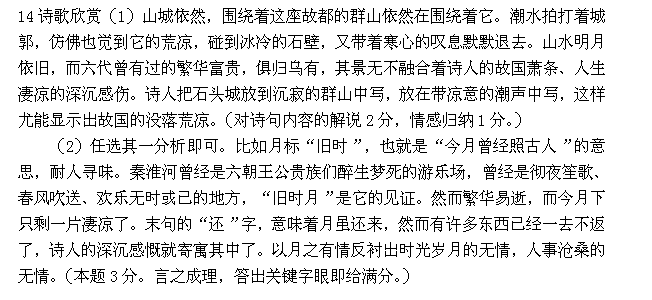 14 诗歌欣赏（1）山城依然，围绕着这座故都的群山依然在围绕着它。潮水拍打着城
郭，仿佛也觉到它的荒凉，碰到冰冷的石壁，又带着寒心的叹息默默退去。山水明月
依旧，而六代曾有过的繁华富贵，俱归乌有，其景无不融合着诗人的故国萧条、人生
凄凉的深沉感伤。诗人把石头城放到沉寂的群山中写，放在带凉意的潮声中写，这样
尤能显示出故国的没落荒凉。（对诗句内容的解说 2 分，情感归纳 1 分。）
（2）任选其一分析即可。比如月标“旧时”，也就是“今月曾经照古人”的意
思，耐人寻味。秦淮河曾经是六朝王公贵族们醉生梦死的游乐场，曾经是彻夜笙歌、
春风吹送、欢乐无时或已的地方，“旧时月”是它的见证。然而繁华易逝，而今月下
只剩一片凄凉了。末句的“还”字，意味着月虽还来，然而有许多东西已经一去不返
了，诗人的深沉感慨就寄寓其中了。以月之有情反衬出时光岁月的无情，人事沧桑的
无情。（本题 3 分。言之成理，答出关键字眼即给满分。）